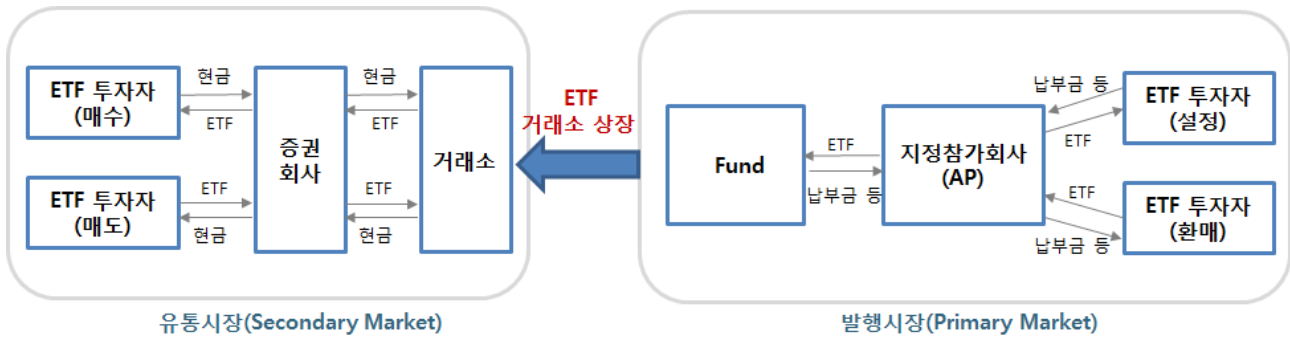 ETF 투자자
(매수)
현금
ETF
증권
회사
현금
ETF
거래소
ETF 투자자
(매도)
ETF
현금
ETF
현금
유통시장(Secondary Market)
ETF
거래소 상장
Fund
ETF
납부금 등
지정참가회사
(AP)
납부금 등
ETF
ETF 투자자
(설정)
ETF
납부금 등
ETF 투자자
(환매)
발행시장(Primary Market)